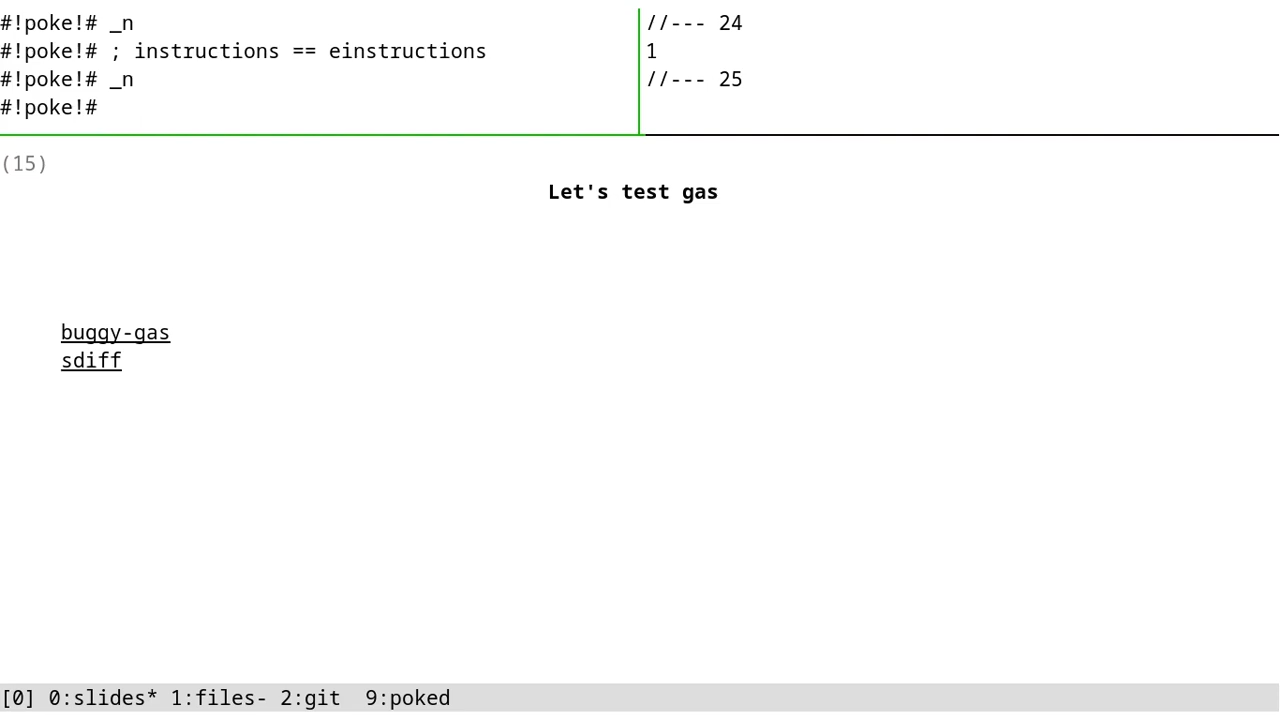 #!poke!# _n
#!poke!# ; instructions == einstructions
#!poke!# _n
#!poke!#
//--- 24
1
//--- 25
(15)
Let's test gas
buggy-gas
sdiff
[0] 0:slides* 1:files- 2:git  9:poked